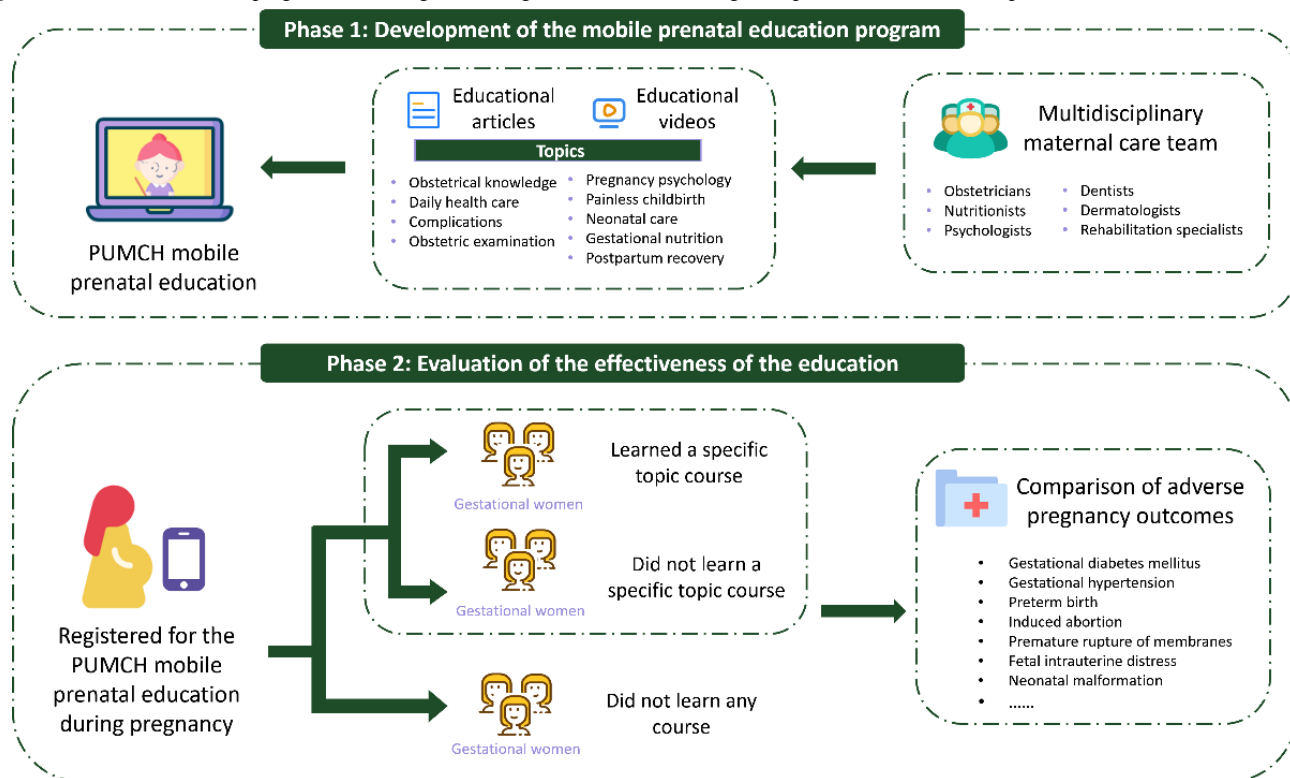 Phase 1: Development of the mobile prenatal education program
PUMCH mobile
prenatal education
Educational
articles
Educational
videos
Topics
• Obstetrical knowledge
• Daily health care
• Complications
• Obstetric examination
• Pregnancy psychology
• Painless childbirth
• Neonatal care
• Gestational nutrition
• Postpartum recovery
Multidisciplinary
maternal care team
• Obstetricians
• Nutritionists
• Psychologists
• Dentists
• Dermatologists
• Rehabilitation specialists
Phase 2: Evaluation of the effectiveness of the education
Registered for the
PUMCH mobile
prenatal education
during pregnancy
Gestational women
Learned a specific
topic course
Gestational women
Did not learn a
specific topic course
Gestational women
Did not learn any
course
Comparison of adverse
pregnancy outcomes
• Gestational diabetes mellitus
• Gestational hypertension
• Preterm birth
• Induced abortion
• Premature rupture of membranes
• Fetal intrauterine distress
• Neonatal malformation
• ......